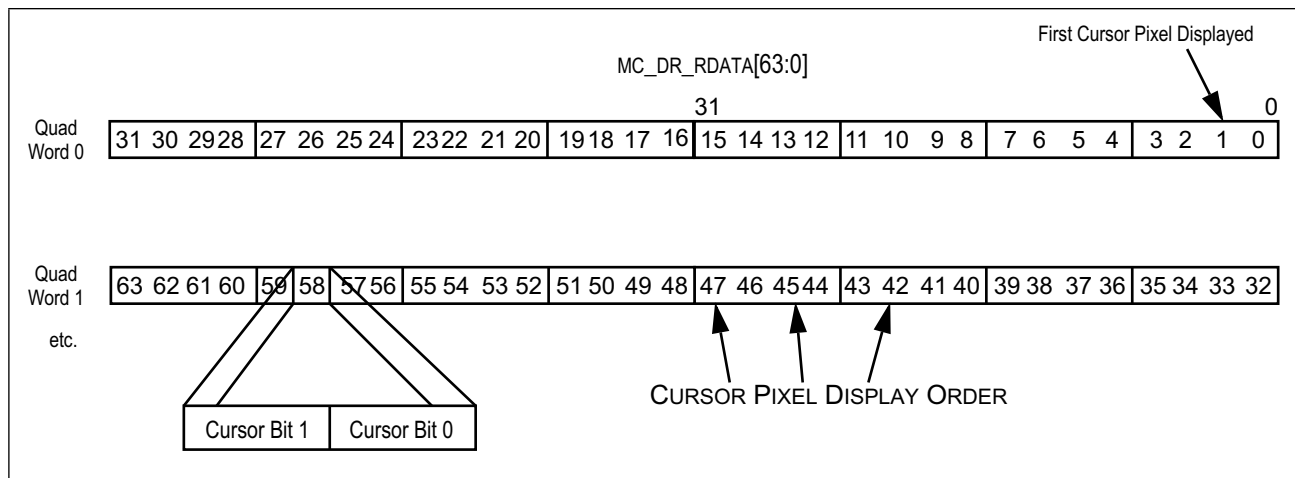 First Cursor Pixel Displayed
MC_DR_RDATA[63:0]
31 0
Quad
Word 0
31 30 29 28 27 26 25 24 23 22 21 20 19 18 17 16 15 14 13 12 11 10 9 8 7 6 5 4 3 2 1 0
Quad
Word 1
63 62 61 60 59 58 57 56 55 54 53 52 51 50 49 48 47 46 45 44 43 42 41 40 39 38 37 36 35 34 33 32
etc.
CURSOR PIXEL DISPLAY ORDER
Cursor Bit 1 Cursor Bit 0